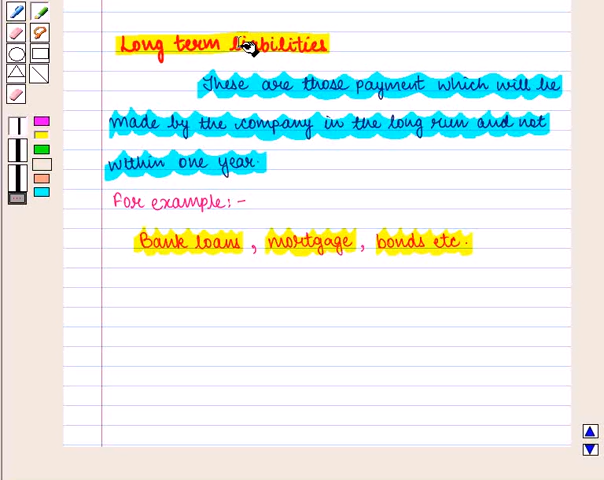 Long term liabilities
These are those payment which will be
made by the company in the long run and not
within one year.
For example:-
Bank loans, mortgage, bonds etc.